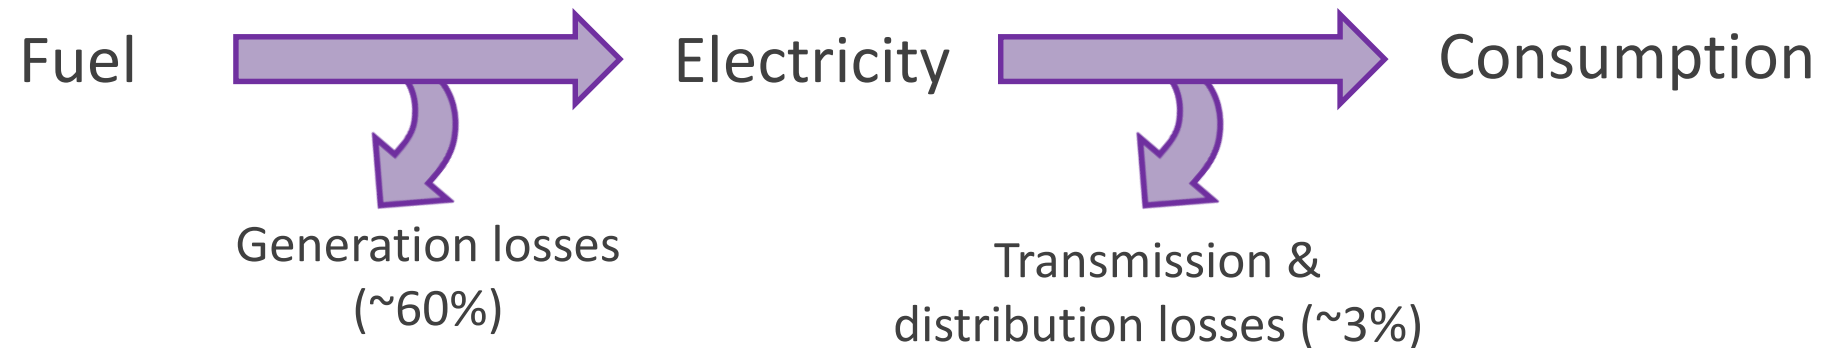 Fuel
Electricity
Consumption
Generation losses
(~60%)
Transmission &
distribution losses (~3%)